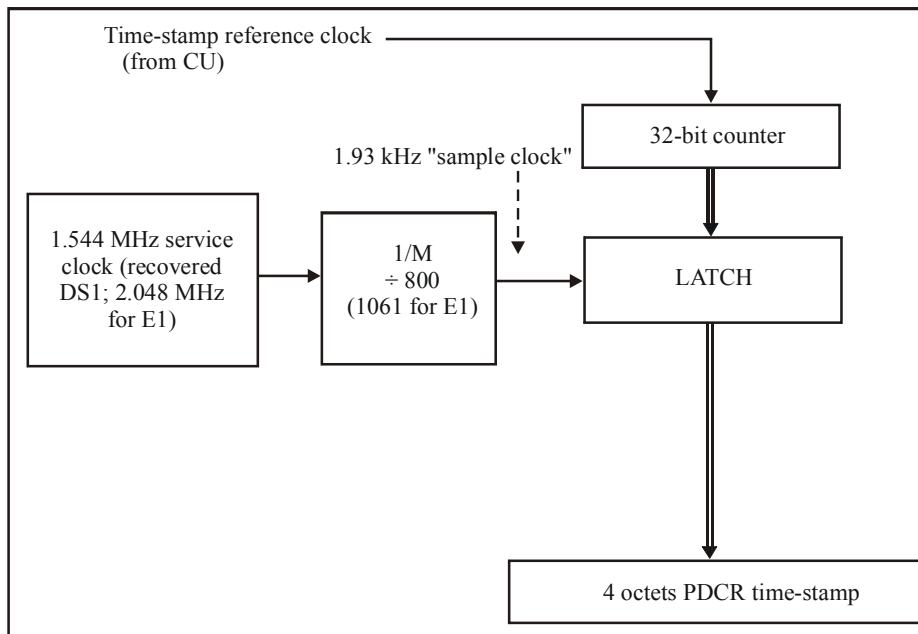 Time-stamp reference clock
(from CU)
32-bit counter
1.93 kHz "sample clock"
1.544 MHz service
clock (recovered
DS1; 2.048 MHz
for E1)
1/M
÷ 800
(1061 for E1)
LATCH
4 octets PDCR time-stamp